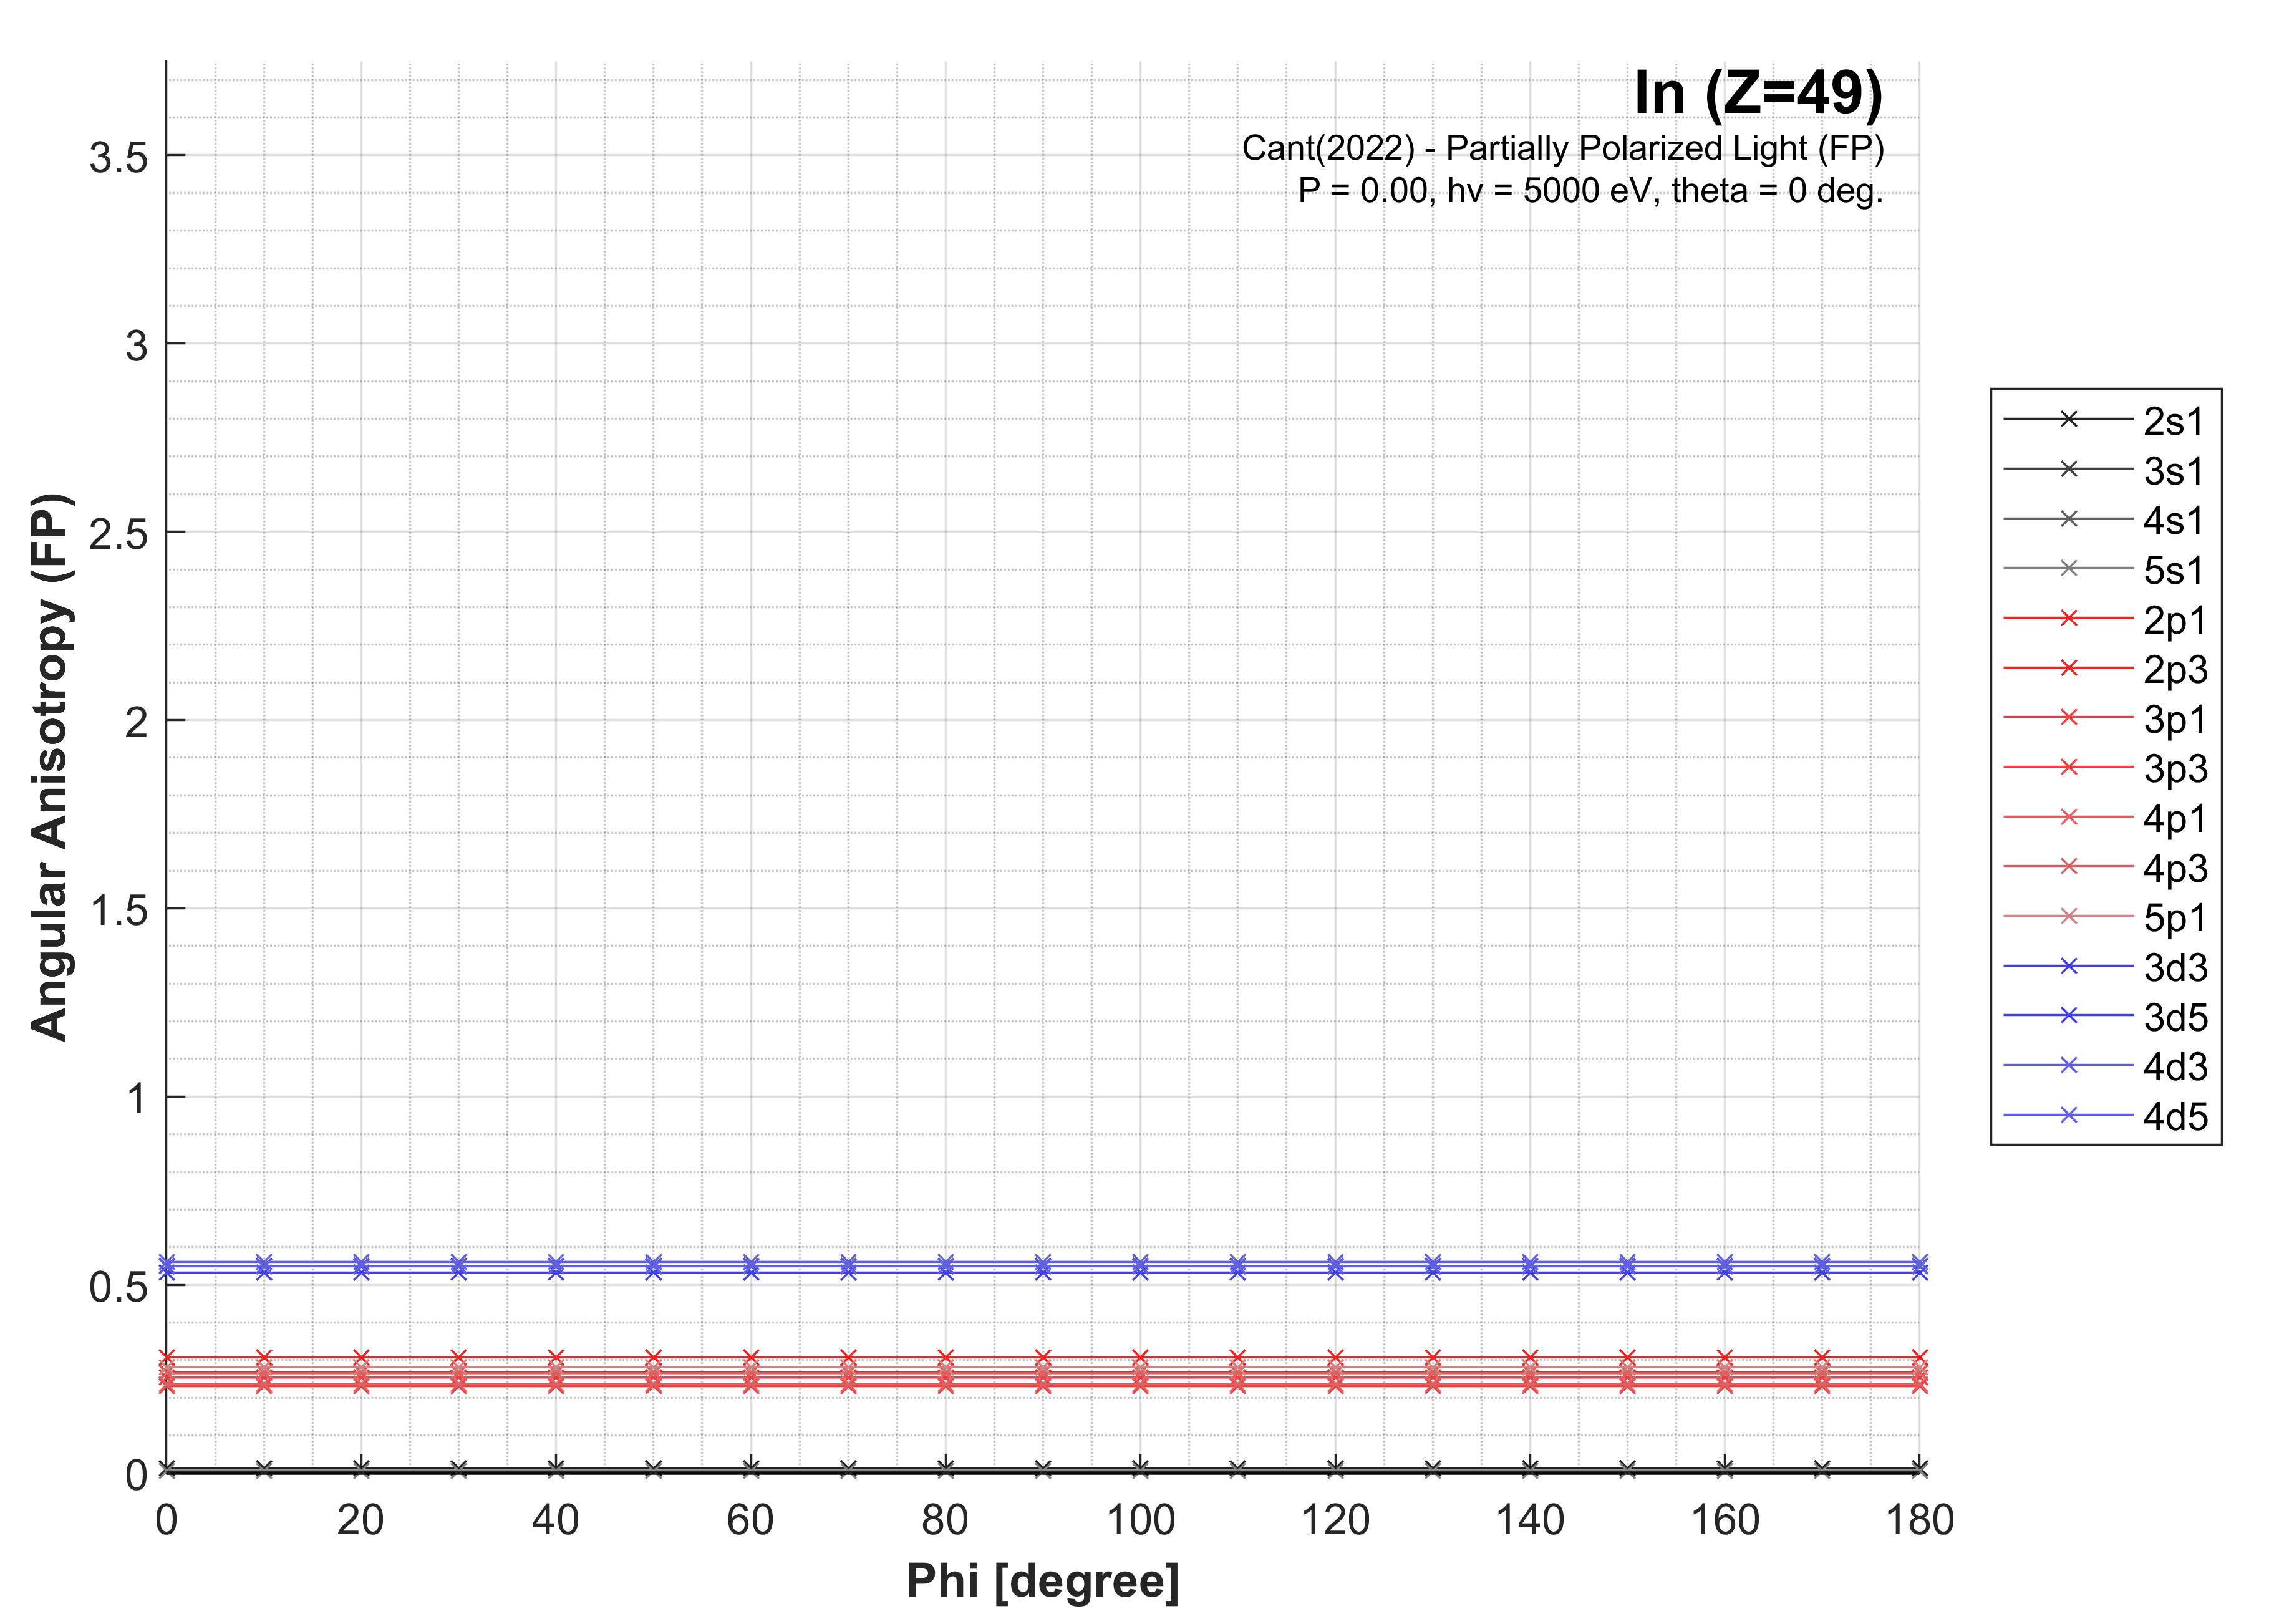 In (Z=49)
Cant(2022) - Partially Polarized Light (FP)
P = 0.00, hv = 5000 eV, theta = 0 deg.
Angular Anisotropy (FP)
3.5
3
2.5
2
1.5
1
0.5
0
0 20 40 60 80 100 120 140 160 180
Phi [degree]
2s1
3s1
4s1
5s1
2p1
2p3
3p1
3p3
4p1
4p3
5p1
3d3
3d5
4d3
4d5